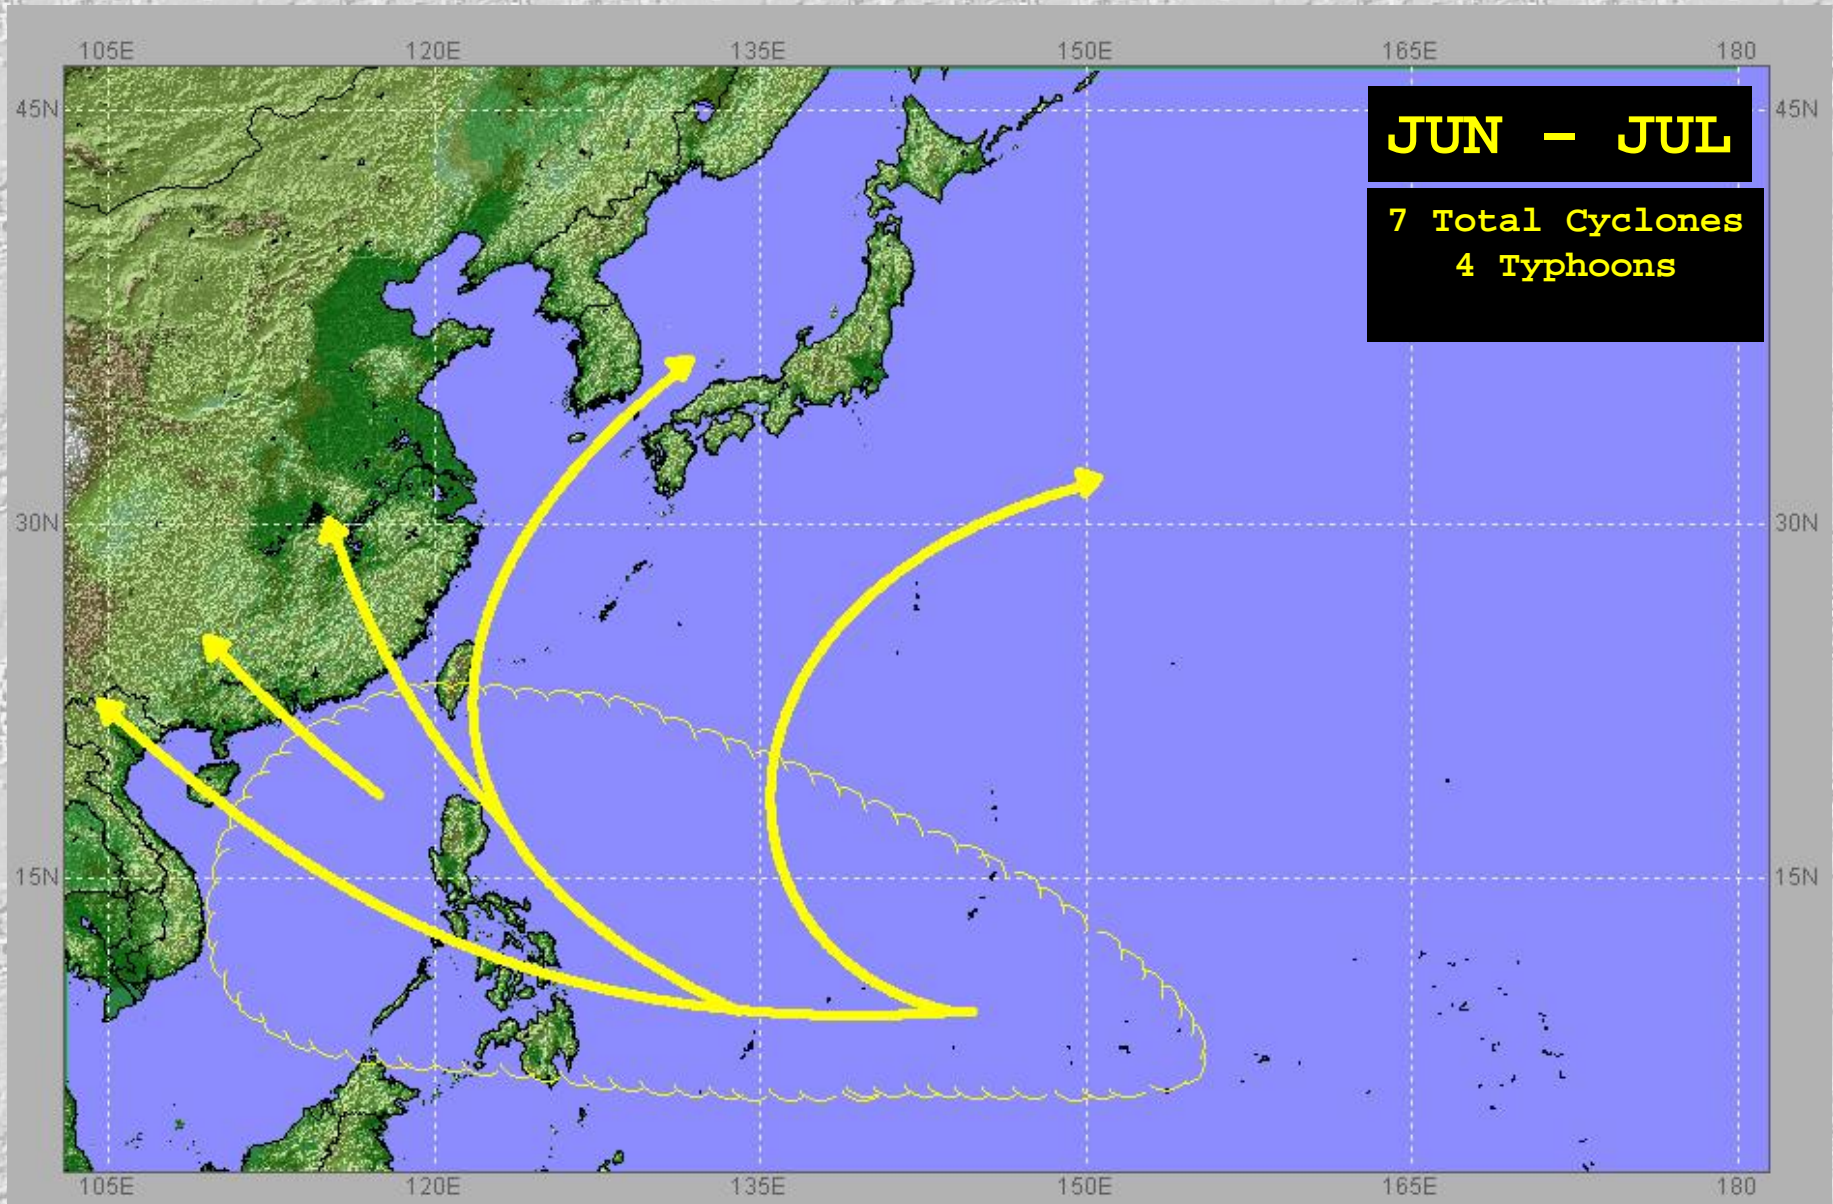 105E 120E 135E 150E 165E 180
45N 45N
JUN - JUL
7 Total Cyclones
4 Typhoons
30N 30N
15N 15N
105E 120E 135E 150E 165E 180